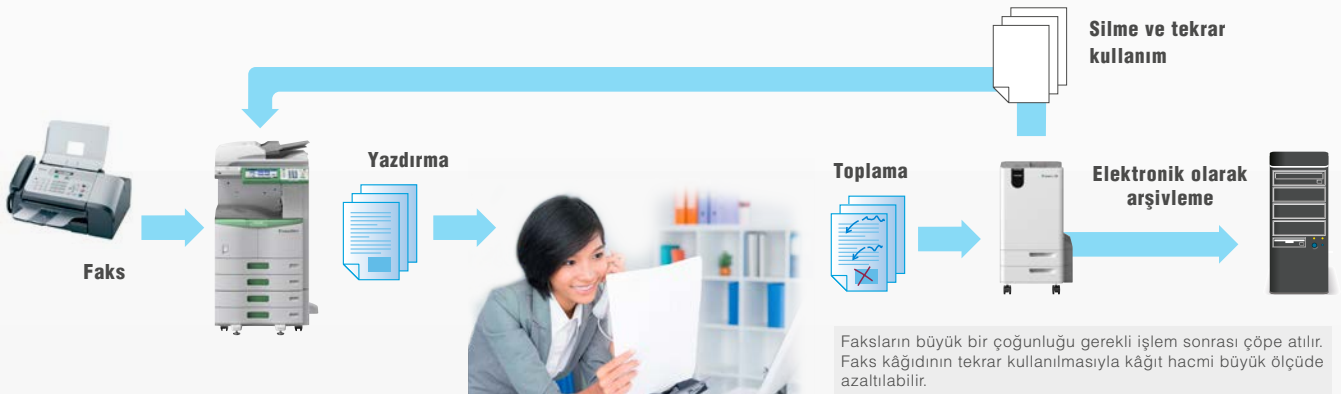 Silme ve tekrar
kullanım
Yazdırma
Toplama
Elektronik olarak
arşivleme
Faks
Faksların büyük bir çoğunluğu gerekli işlem sonrası çöpe atılır.
Faks kâğıdının tekrar kullanılmasıyla kâğıt hacmi büyük ölçüde
azaltılabilir.